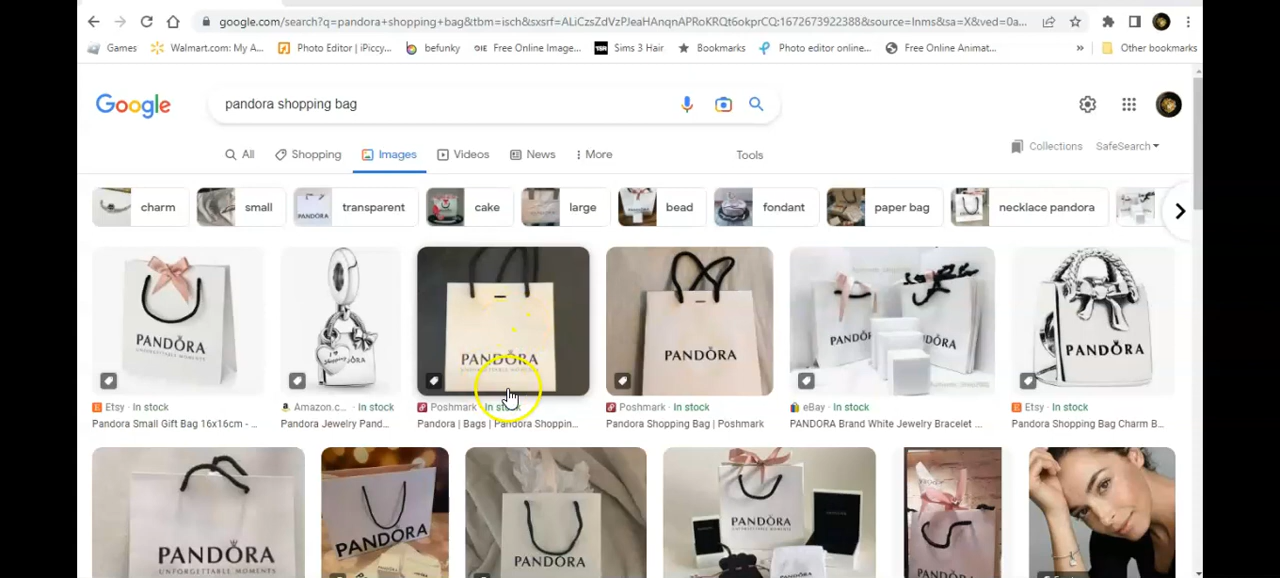 google.com/search?q=pandora+shopping+bag&tbm=isch&sxsrf=ALiCzsZdVzPJeaHAnqnAPRoKRQt6okprCQ:1672673922388&source=lnms&sa=X&ved=0a...
Games
Walmart.com: My A...
Photo Editor | iPiccy...
befunky
Free Online Image...
TSR
Sims 3 Hair
Bookmarks
Photo editor online...
Free Online Animat...
»
Other bookmarks
Google
pandora shopping bag
All
Shopping
Images
Videos
News
More
Tools
Collections
SafeSearch
charm
small
transparent
cake
large
bead
fondant
paper bag
necklace pandora
PANDORA
UNFORGETTABLE MOMENTS
PANDORA
PANDORA
PANDORA
Etsy · In stock
Amazon.c... · In stock
Poshmark · In stock
Poshmark · In stock
eBay · In stock
Etsy · In stock
Pandora Small Gift Bag 16x16cm - ...
Pandora Jewelry Pand...
Pandora | Bags | Pandora Shoppin...
Pandora Shopping Bag | Poshmark
PANDORA Brand White Jewelry Bracelet ...
Pandora Shopping Bag Charm B...
PANDORA
UNFORGETTABLE MOMENTS
PANDORA
PANDORA
PANDORA